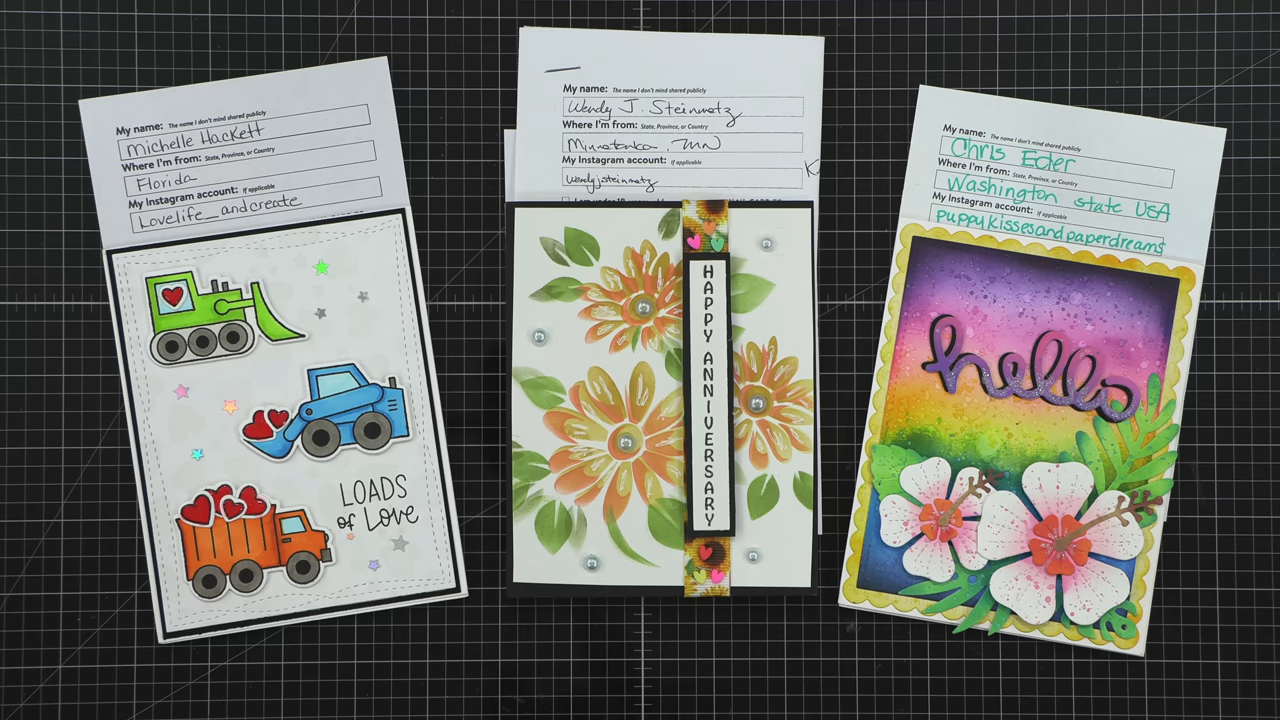 My name: The name I don't mind shared publicly
Michelle Hackett
Where I'm from: State, Province, or Country
Florida
My Instagram account: If applicable
Lovelife_andcreate
LOADS
of Love
My name: The name I don't mind shared publicly
Wendy J. Steinmetz
Where I'm from: State, Province, or Country
Minnetonka, MN
My Instagram account: If applicable
wendyjsteinmetz
HAPPY ANNIVERSARY
My name: The name I don't mind shared publicly
Chris Eder
Where I'm from: State, Province, or Country
Washington state USA
My Instagram account: If applicable
puppykissesandpaperdreams
hello